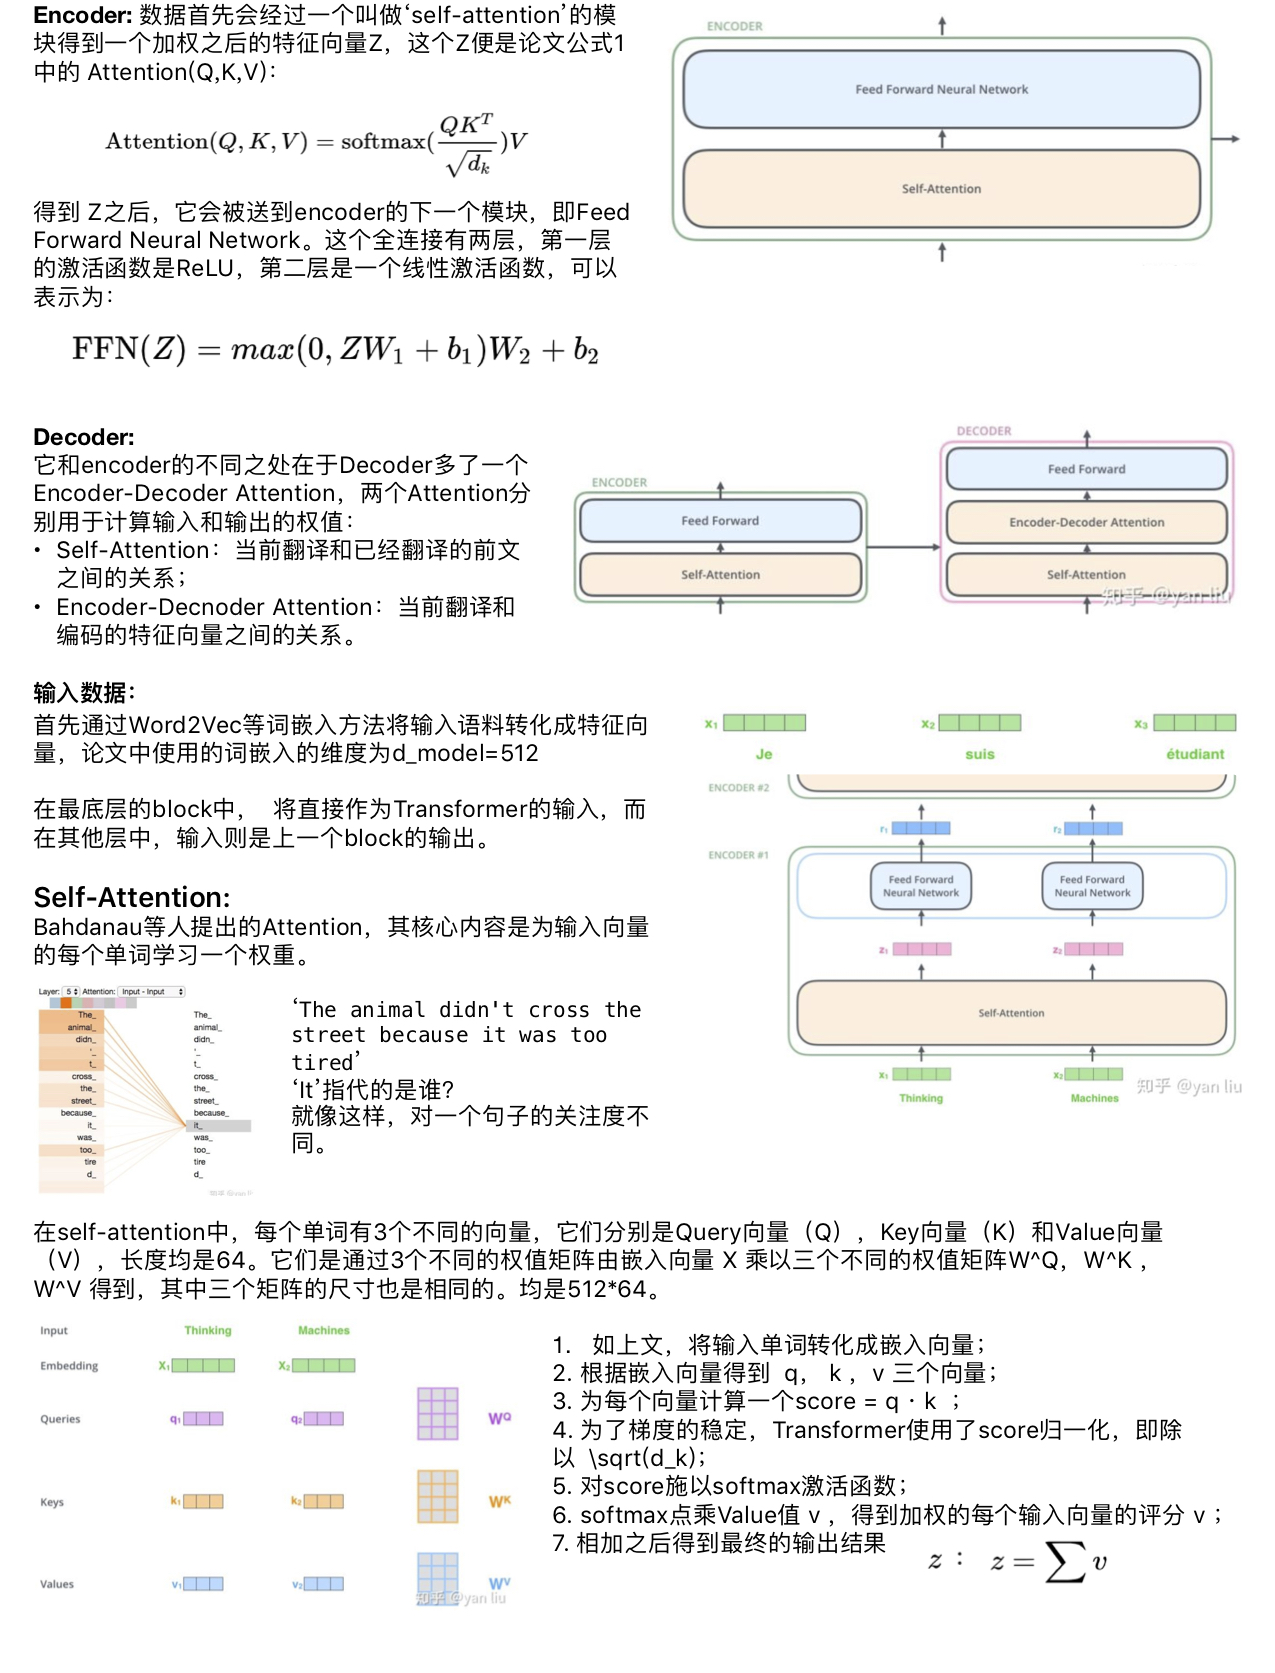 Encoder: 数据首先会经过一个叫做‘self-attention’的模
块得到一个加权之后的特征向量Z，这个Z便是论文公式1
中的 Attention(Q,K,V)：
Attention(Q, K, V) = softmax(QK^T / √d_k)V
得到 Z之后，它会被送到encoder的下一个模块，即Feed
Forward Neural Network。这个全连接有两层，第一层
的激活函数是ReLU，第二层是一个线性激活函数，可以
表示为：
FFN(Z) = max(0, ZW₁ + b₁)W₂ + b₂
ENCODER
Feed Forward Neural Network
Self-Attention
Decoder:
它和encoder的不同之处在于Decoder多了一个
Encoder-Decoder Attention，两个Attention分
别用于计算输入和输出的权值：
• Self-Attention：当前翻译和已经翻译的前文
之间的关系；
• Encoder-Decnoder Attention：当前翻译和
编码的特征向量之间的关系。
ENCODER
Feed Forward
Self-Attention
DECODER
Feed Forward
Encoder-Decoder Attention
Self-Attention
知乎 @yan liu
输入数据：
首先通过Word2Vec等词嵌入方法将输入语料转化成特征向
量，论文中使用的词嵌入的维度为d_model=512
在最底层的block中， 将直接作为Transformer的输入，而
在其他层中，输入则是上一个block的输出。
x₁ x₂ x₃
Je suis étudiant
ENCODER #2
r₁ r₂
ENCODER #1
Feed Forward Feed Forward
Neural Network Neural Network
z₁ z₂
Self-Attention
x₁ x₂
Thinking Machines
知乎 @yan liu
Self-Attention:
Bahdanau等人提出的Attention，其核心内容是为输入向量
的每个单词学习一个权重。
Layer: 5 Attention: Input - Input
The_ The_
animal_ animal_
didn_ didn_
'_ '_
t_ t_
cross_ cross_
the_ the_
street_ street_
because_ because_
it_ it_
was_ was_
too_ too_
tire tire
d_ d_
‘The animal didn't cross the
street because it was too
tired’
‘It’指代的是谁？
就像这样，对一个句子的关注度不
同。
在self-attention中，每个单词有3个不同的向量，它们分别是Query向量（Q），Key向量（K）和Value向量
（V），长度均是64。它们是通过3个不同的权值矩阵由嵌入向量 X 乘以三个不同的权值矩阵W^Q，W^K ，
W^V 得到，其中三个矩阵的尺寸也是相同的。均是512*64。
Input Thinking Machines
Embedding X₁ X₂
Queries q₁ q₂ W^Q
Keys k₁ k₂ W^K
Values v₁ v₂ W^V
知乎 @yan liu
1. 如上文，将输入单词转化成嵌入向量；
2. 根据嵌入向量得到 q， k ，v 三个向量；
3. 为每个向量计算一个score = q · k ；
4. 为了梯度的稳定，Transformer使用了score归一化，即除
以 \sqrt(d_k)；
5. 对score施以softmax激活函数；
6. softmax点乘Value值 v ，得到加权的每个输入向量的评分 v ；
7. 相加之后得到最终的输出结果 z ： z = ∑ v